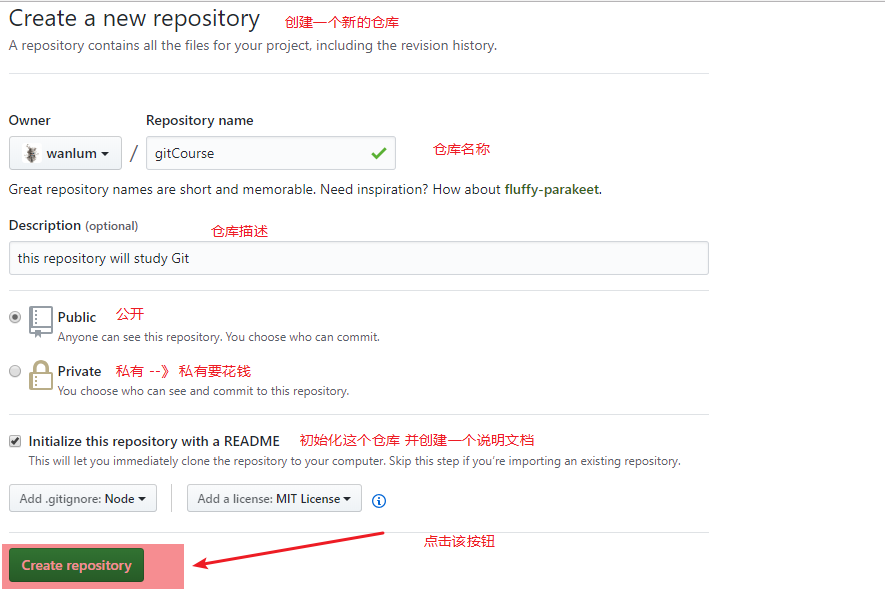 Create a new repository 创建一个新的仓库
A repository contains all the files for your project, including the revision history.
Owner Repository name
wanlum / gitCourse 仓库名称
Great repository names are short and memorable. Need inspiration? How about fluffy-parakeet.
Description (optional) 仓库描述
this repository will study Git
Public 公开
Anyone can see this repository. You choose who can commit.
Private 私有 --》 私有要花钱
You choose who can see and commit to this repository.
Initialize this repository with a README 初始化这个仓库 并创建一个说明文档
This will let you immediately clone the repository to your computer. Skip this step if you’re importing an existing repository.
Add .gitignore: Node Add a license: MIT License
点击该按钮
Create repository